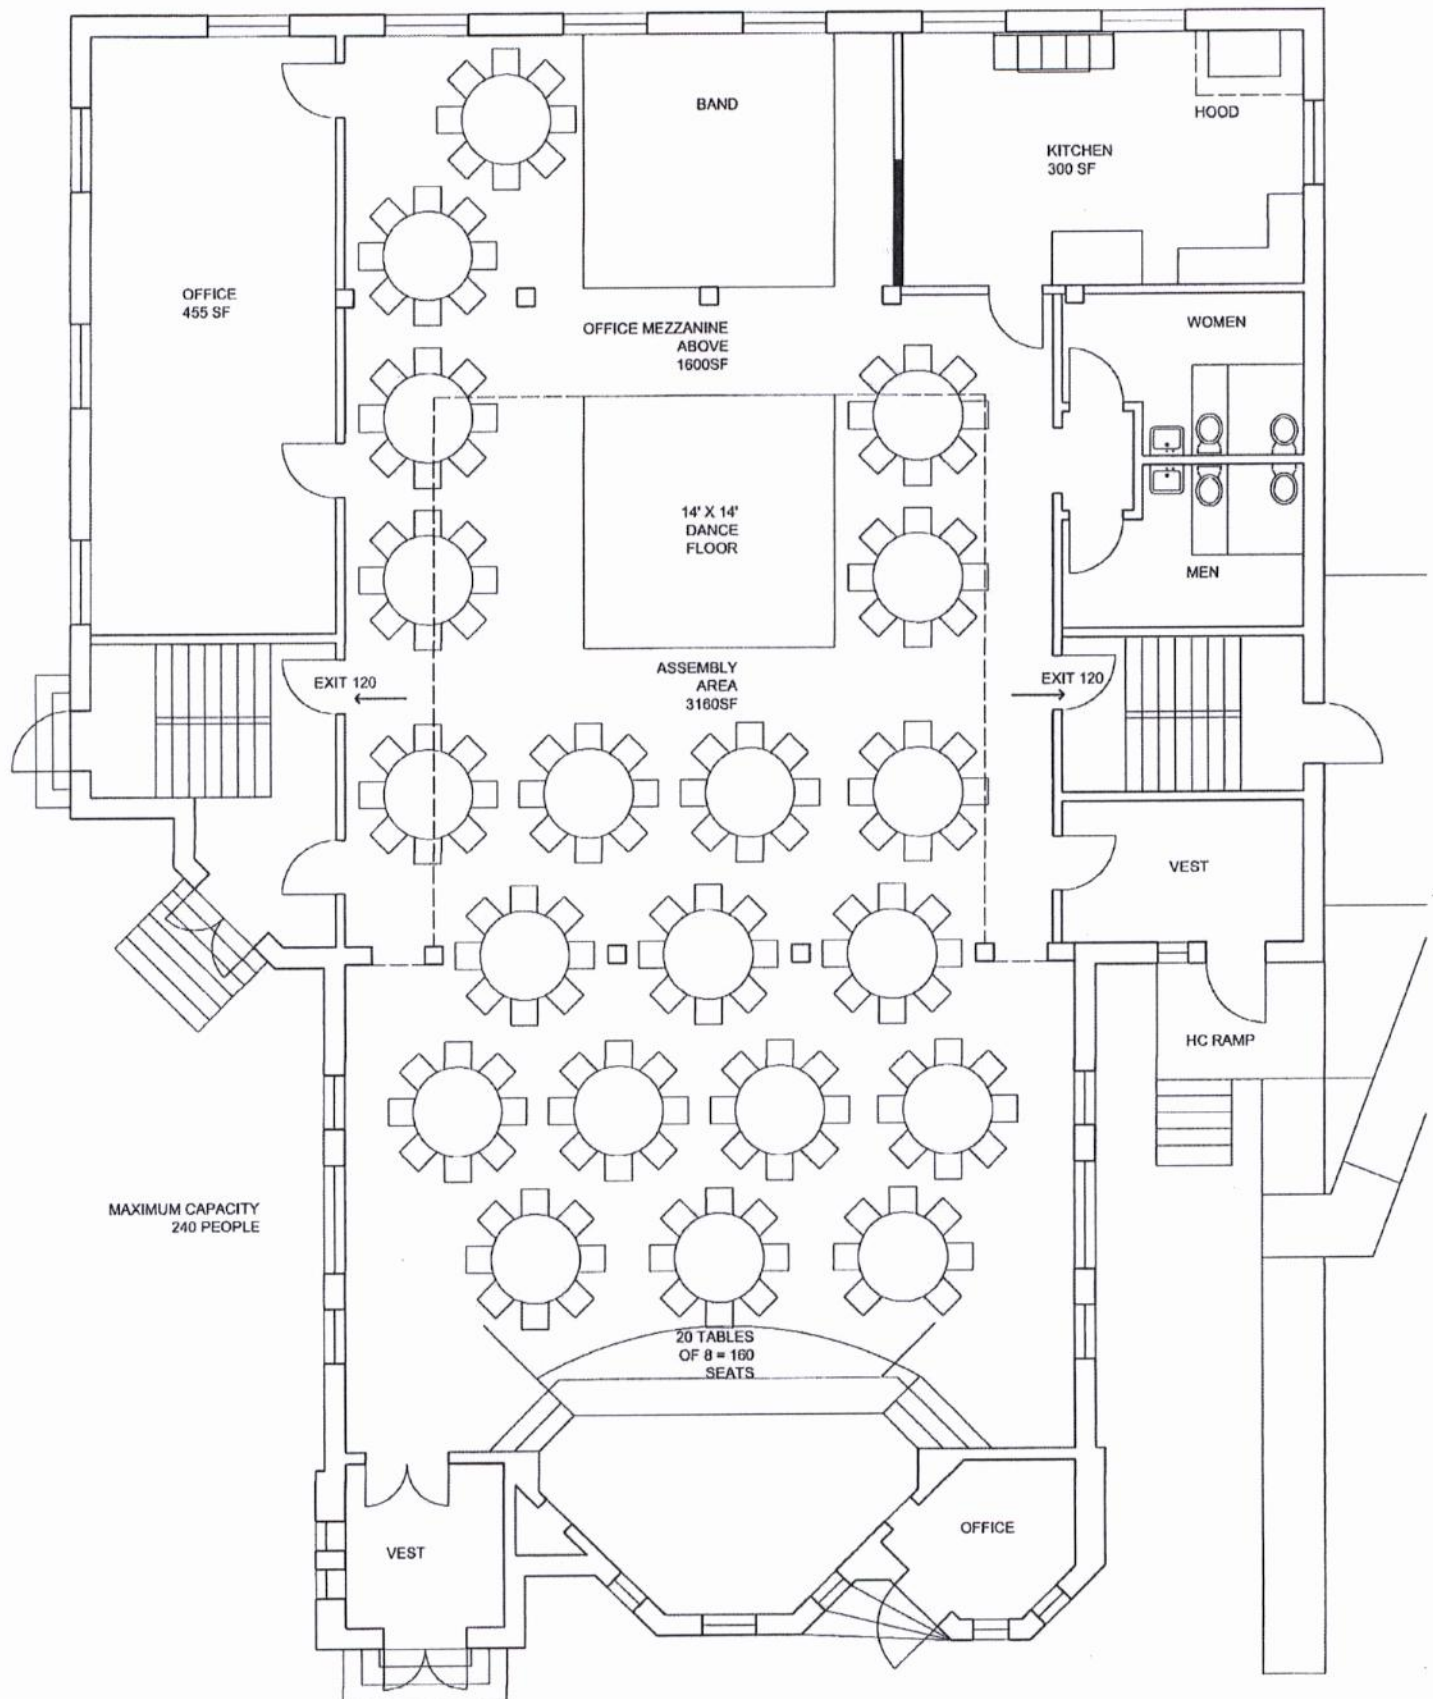 BAND
HOOD
KITCHEN
300 SF
OFFICE
455 SF
WOMEN
OFFICE MEZZANINE
ABOVE
1600SF
14' X 14'
DANCE
FLOOR
MEN
ASSEMBLY
AREA
3160SF
EXIT 120
EXIT 120
VEST
HC RAMP
MAXIMUM CAPACITY
240 PEOPLE
20 TABLES
OF 8 = 160
SEATS
OFFICE
VEST